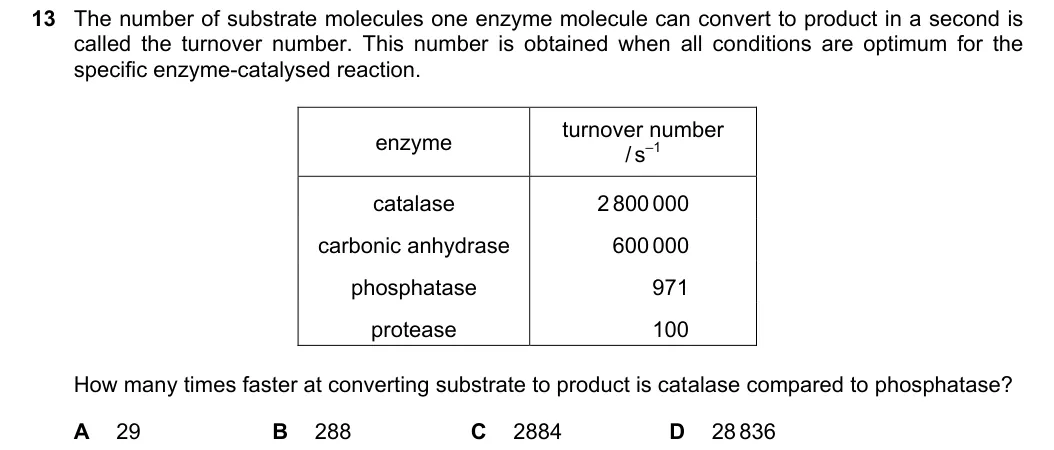 13 The number of substrate molecules one enzyme molecule can convert to product in a second is
called the turnover number. This number is obtained when all conditions are optimum for the
specific enzyme-catalysed reaction.
enzyme turnover number
/ s⁻¹
catalase 2 800 000
carbonic anhydrase 600 000
phosphatase 971
protease 100
How many times faster at converting substrate to product is catalase compared to phosphatase?
A 29 B 288 C 2884 D 28 836